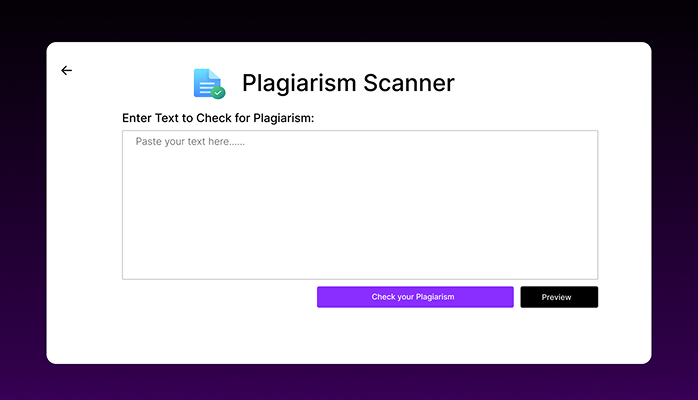 Plagiarism Scanner
Enter Text to Check for Plagiarism:
Paste your text here......
Check your Plagiarism
Preview